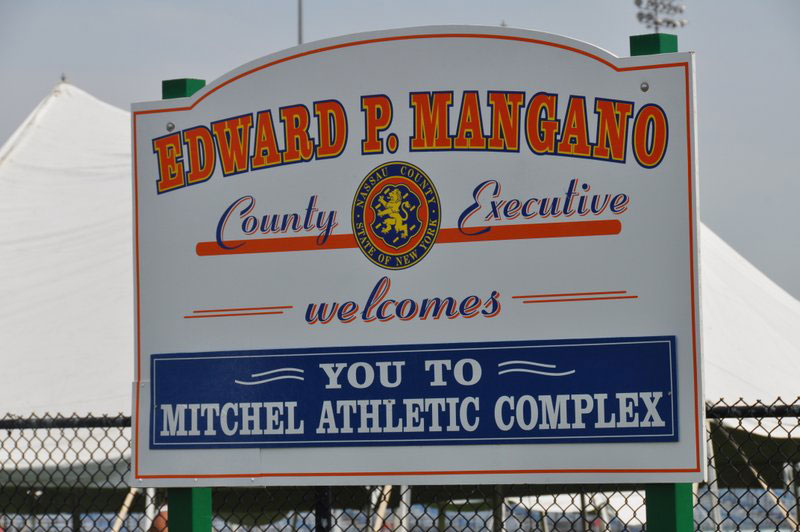 EDWARD P. MANGANO
County Executive
NASSAU COUNTY
STATE OF NEW YORK
welcomes
YOU TO
MITCHEL ATHLETIC COMPLEX